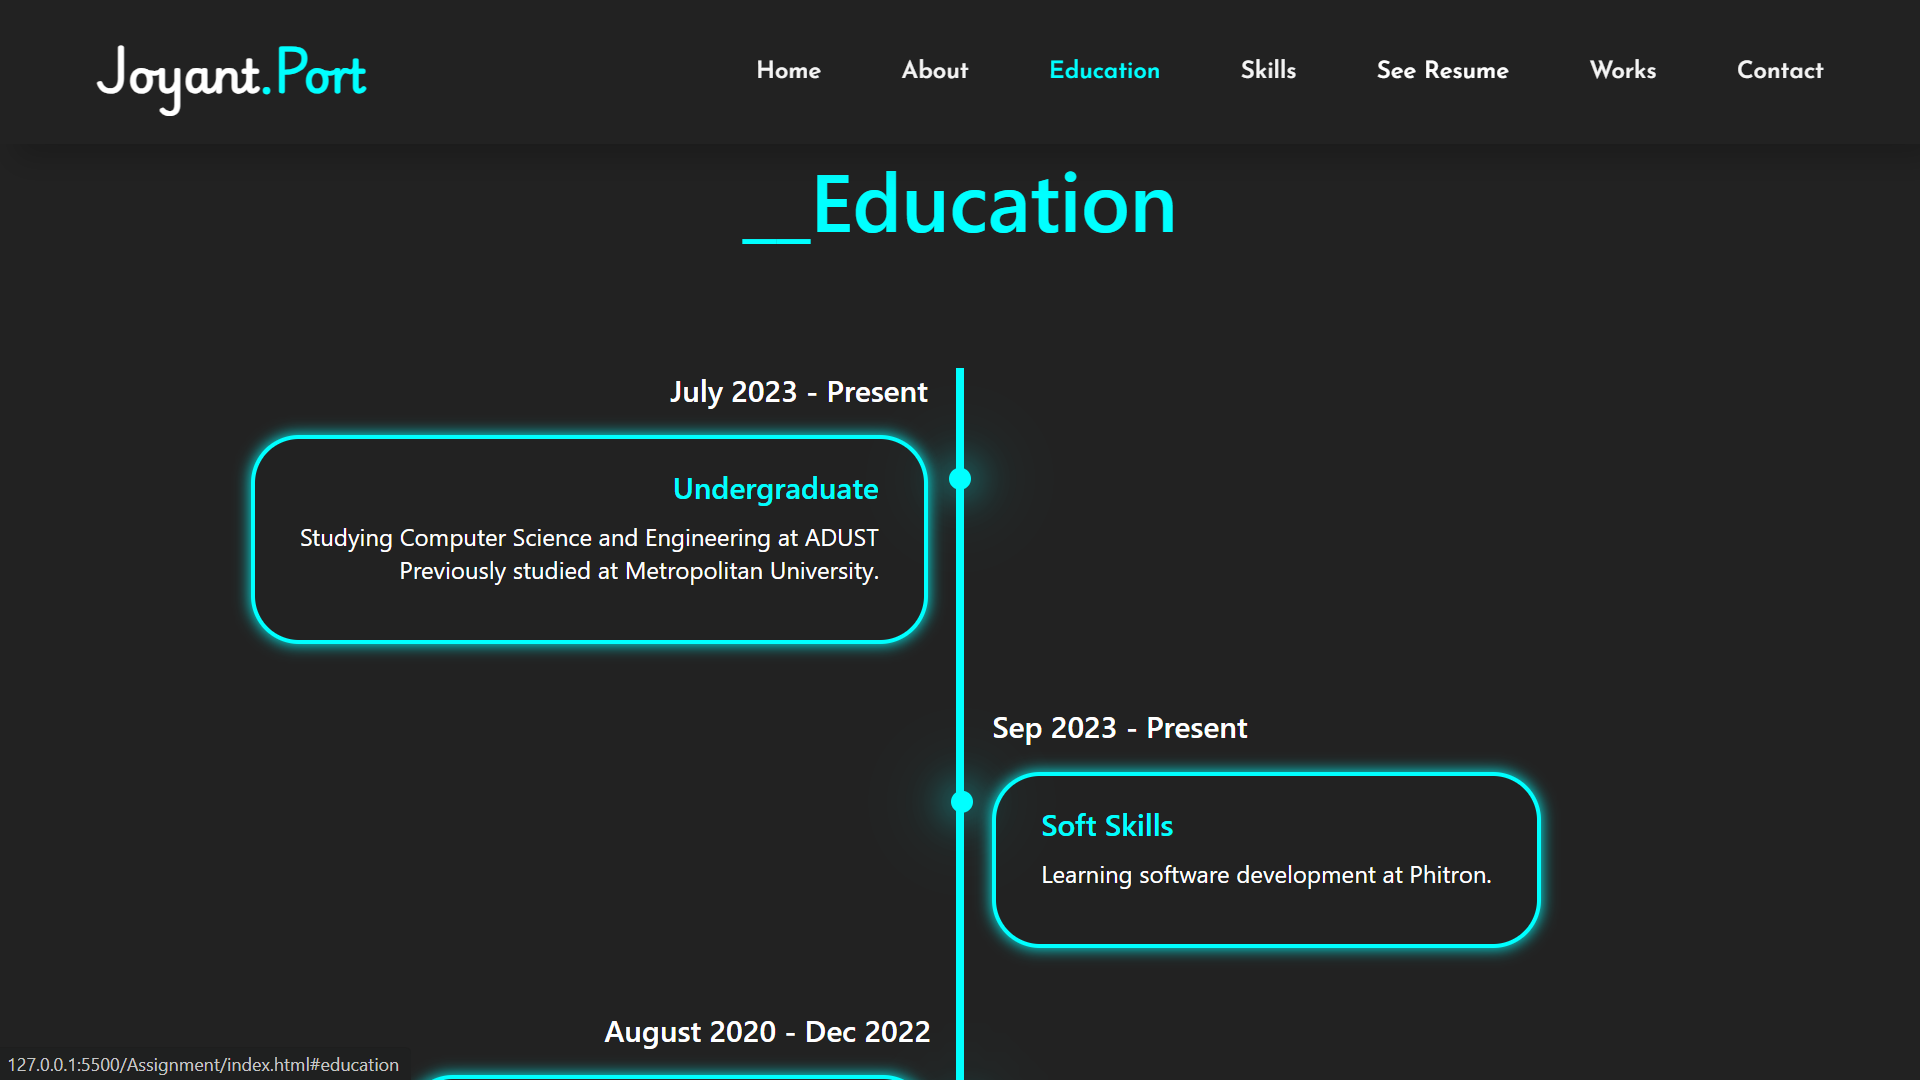 Joyant.Port
Home About Education Skills See Resume Works Contact
__Education
July 2023 - Present
Undergraduate
Studying Computer Science and Engineering at ADUST
Previously studied at Metropolitan University.
Sep 2023 - Present
Soft Skills
Learning software development at Phitron.
August 2020 - Dec 2022
127.0.0.1:5500/Assignment/index.html#education